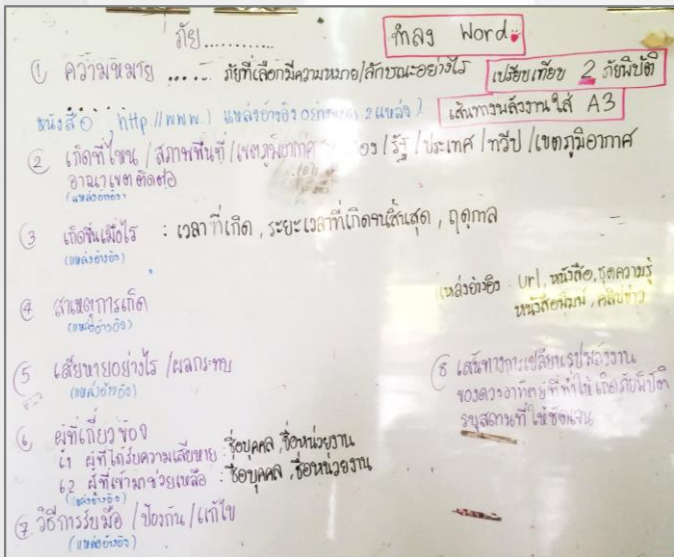 ภัย............
ทำลง Word
① ความหมาย ..... ภัยที่เลือกมีความหมาย/ลักษณะอย่างไร
เปรียบเทียบ 2 ภัยพิบัติ
หนังสือ http//www. แหล่งอ้างอิงอย่างน้อย 2 แหล่ง)
เส้นทางพลังงานใส่ A3
② เกิดที่ไหน / สภาพพื้นที่ /เขตภูมิอากาศ /รัฐ /ประเทศ /ทวีป /เขตภูมิอากาศ
อาณาเขตติดต่อ
(แหล่งอ้างอิง)
③ เกิดขึ้นเมื่อไร : เวลาที่เกิด , ระยะเวลาที่เกิดจนสิ้นสุด , ฤดูกาล
(แหล่งอ้างอิง)
แหล่งอ้างอิง : url, หนังสือ, ชุดความรู้
หนังสือพิมพ์, คลิปข่าว
④ สาเหตุการเกิด
(แหล่งอ้างอิง)
⑤ เสียหายอย่างไร /ผลกระทบ
(แหล่งอ้างอิง)
⑥ ผู้ที่เกี่ยวข้อง
6.1 ผู้ที่ได้รับความเสียหาย : ชื่อบุคคล, ชื่อหน่วยงาน
6.2 ผู้ที่เข้ามาช่วยเหลือ : ชื่อบุคคล, ชื่อหน่วยงาน
(แหล่งอ้างอิง)
⑦ วิธีการรับมือ / ป้องกัน /แก้ไข
(แหล่งอ้างอิง)
⑧ เส้นทางการเปลี่ยนรูปพลังงาน
ของดวงอาทิตย์ที่ทำให้เกิดภัยพิบัติ
ระบุสถานที่ให้ชัดเจน